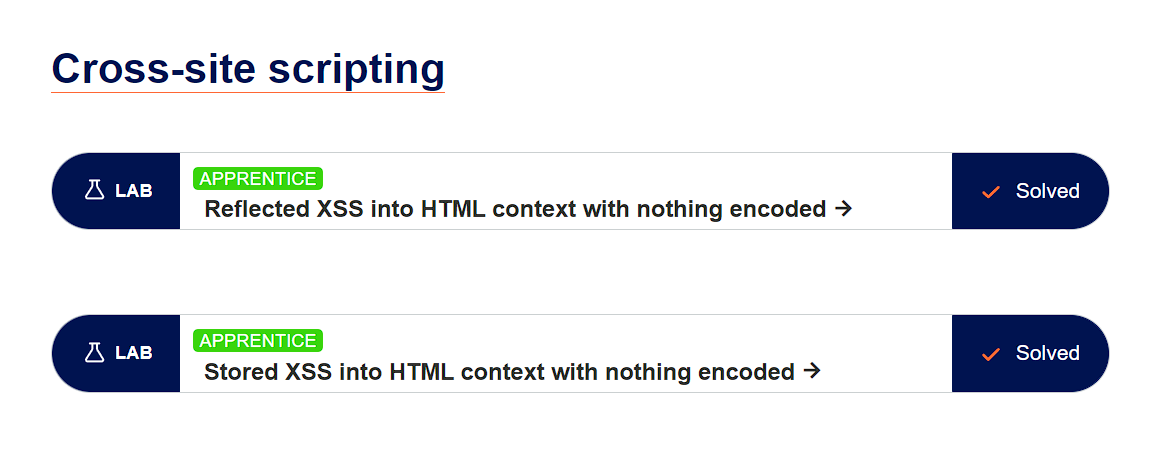 Cross-site scripting
LAB
APPRENTICE
Reflected XSS into HTML context with nothing encoded →
Solved
LAB
APPRENTICE
Stored XSS into HTML context with nothing encoded →
Solved